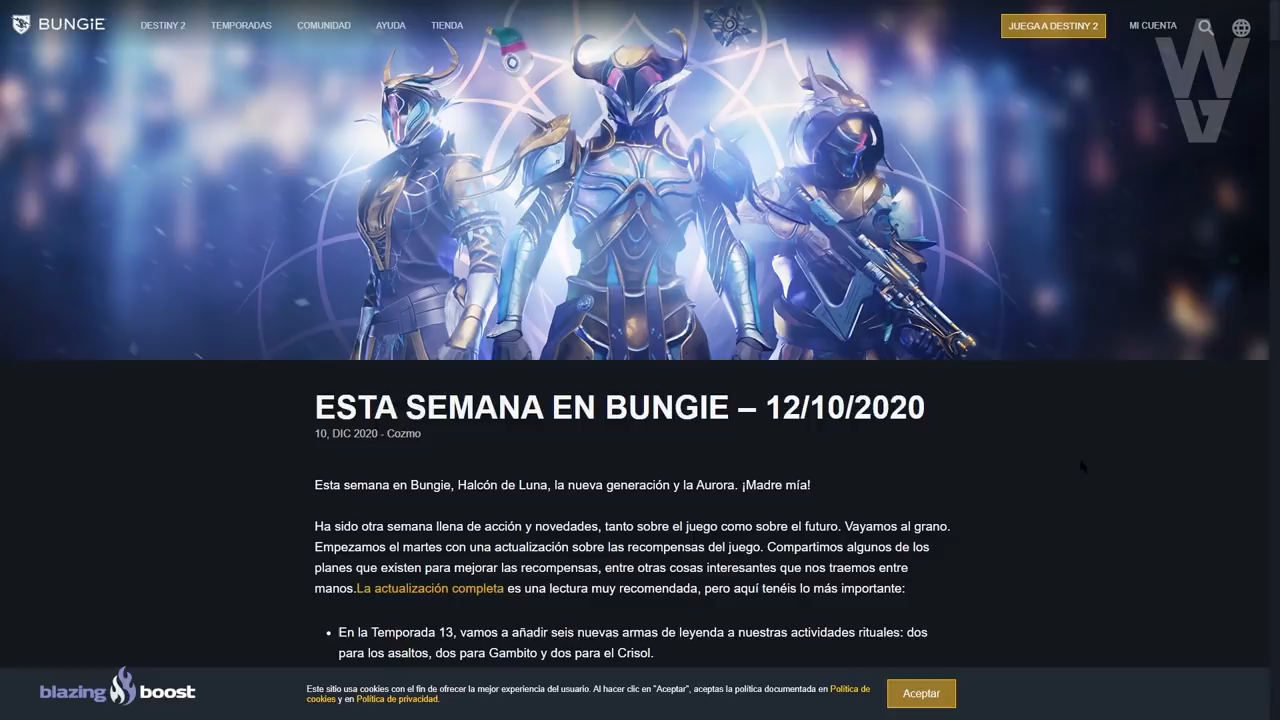 BUNGiE
DESTINY 2
TEMPORADAS
COMUNIDAD
AYUDA
TIENDA
JUEGA A DESTINY 2
MI CUENTA
WG
ESTA SEMANA EN BUNGIE – 12/10/2020
10, DIC 2020 - Cozmo
Esta semana en Bungie, Halcón de Luna, la nueva generación y la Aurora. ¡Madre mía!
Ha sido otra semana llena de acción y novedades, tanto sobre el juego como sobre el futuro. Vayamos al grano.
Empezamos el martes con una actualización sobre las recompensas del juego. Compartimos algunos de los
planes que existen para mejorar las recompensas, entre otras cosas interesantes que nos traemos entre
manos.La actualización completa es una lectura muy recomendada, pero aquí tenéis lo más importante:
• En la Temporada 13, vamos a añadir seis nuevas armas de leyenda a nuestras actividades rituales: dos
para los asaltos, dos para Gambito y dos para el Crisol.
blazing boost
Este sitio usa cookies con el fin de ofrecer la mejor experiencia del usuario. Al hacer clic en "Aceptar", aceptas la política documentada en Política de
cookies y en Política de privacidad.
Aceptar